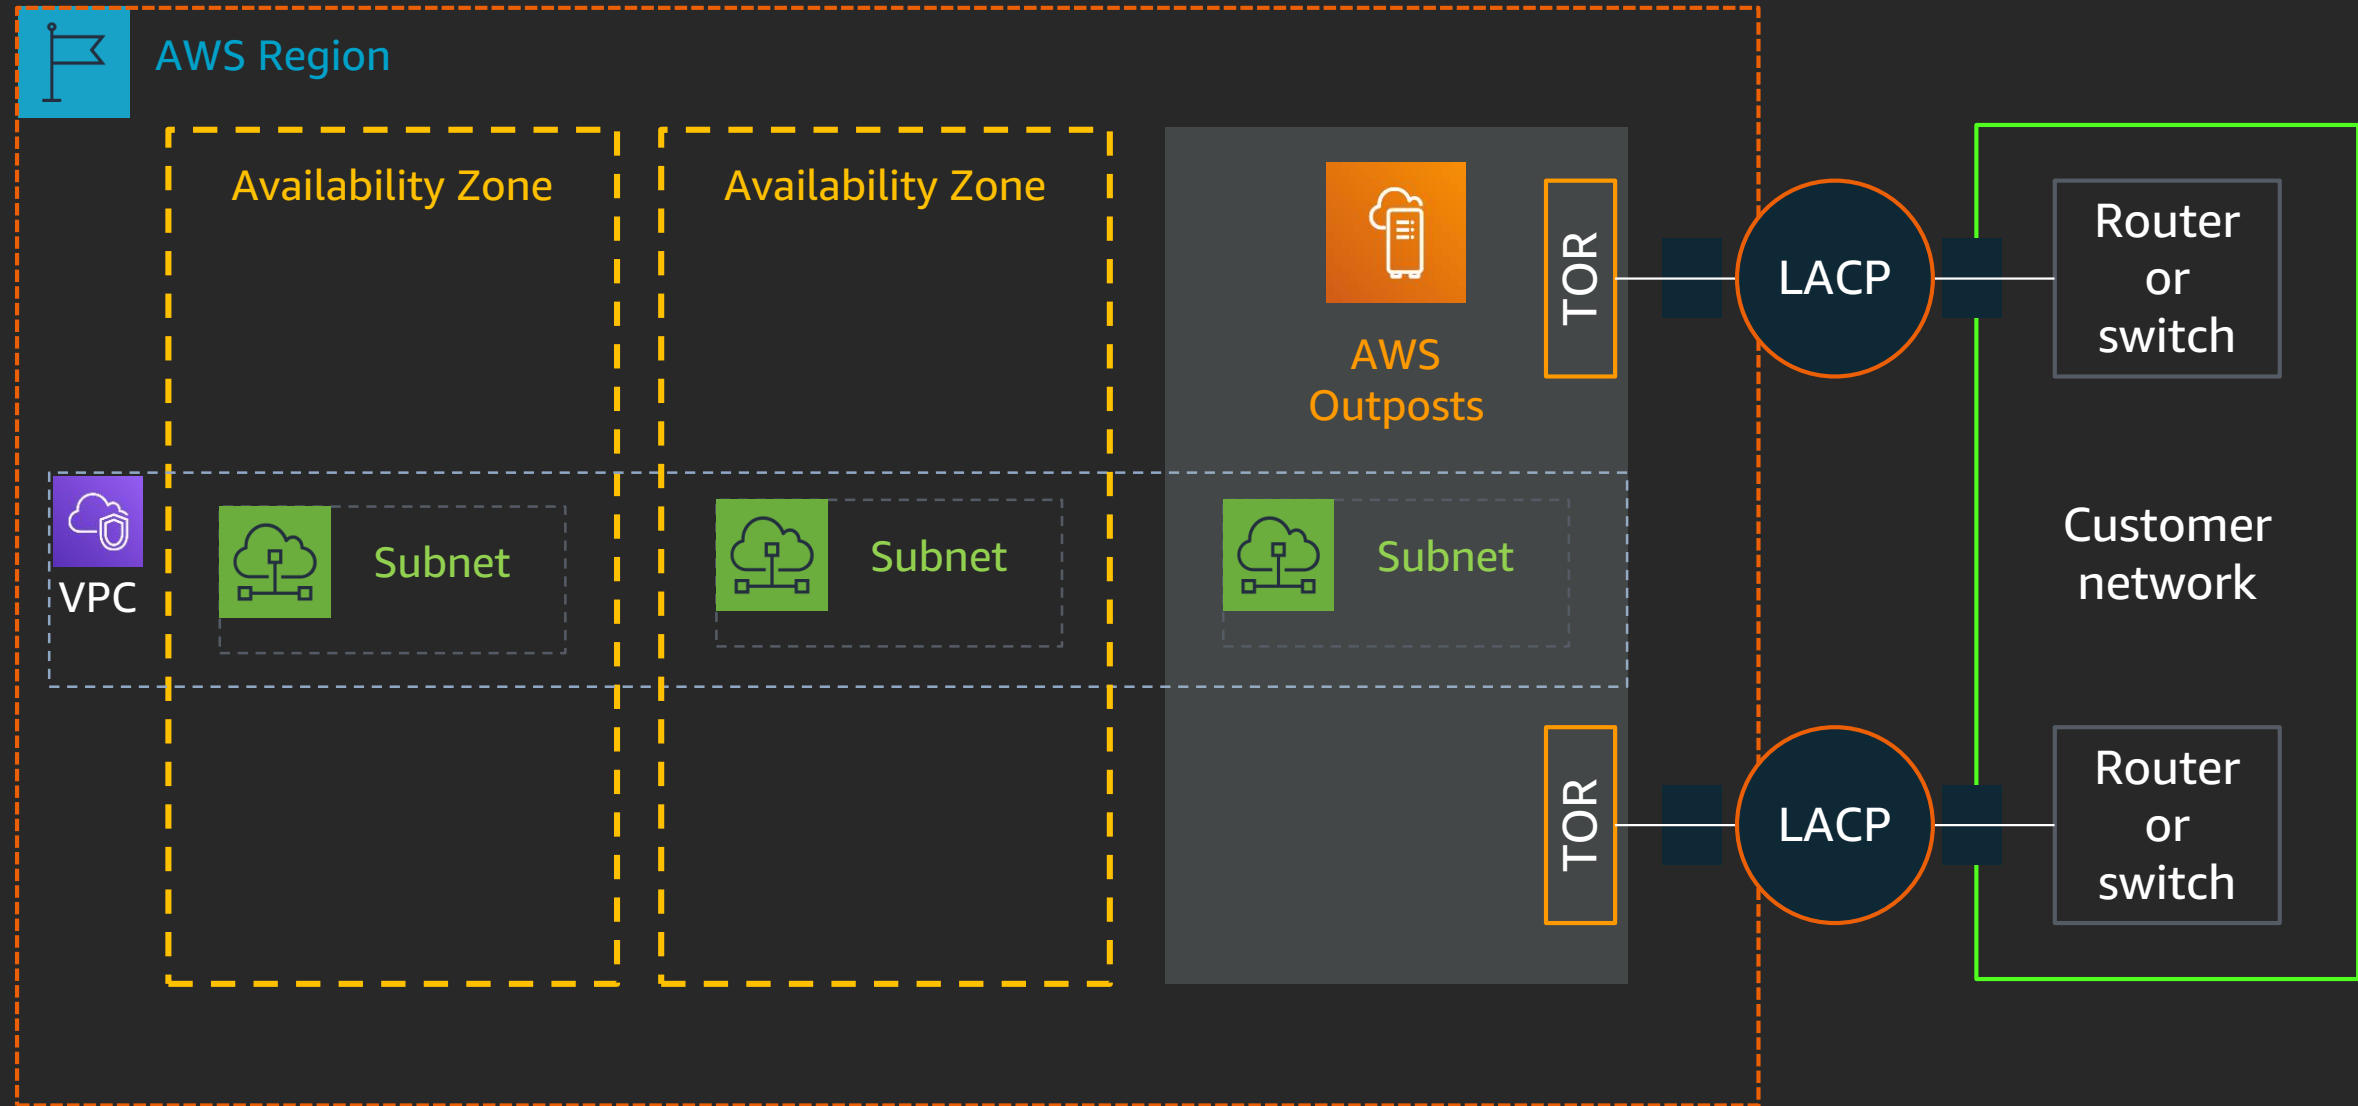 AWS Region
Availability Zone
Availability Zone
AWS
Outposts
TOR
LACP
Router
or
switch
VPC
Subnet
Subnet
Subnet
Customer
network
TOR
LACP
Router
or
switch